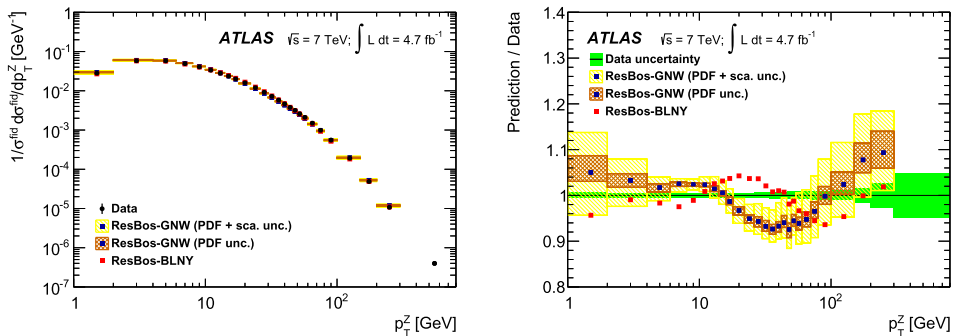 1/σ^fid dσ^fid/dp_T^Z [GeV⁻¹]
ATLAS √s = 7 TeV; ∫ L dt = 4.7 fb⁻¹
1
10⁻¹
10⁻²
10⁻³
10⁻⁴
10⁻⁵
10⁻⁶
10⁻⁷
Data
ResBos-GNW (PDF + sca. unc.)
ResBos-GNW (PDF unc.)
ResBos-BLNY
1 10 10²
p_T^Z [GeV]
Prediction / Data
ATLAS √s = 7 TeV; ∫ L dt = 4.7 fb⁻¹
Data uncertainty
ResBos-GNW (PDF + sca. unc.)
ResBos-GNW (PDF unc.)
ResBos-BLNY
1.4
1.3
1.2
1.1
1
0.9
0.8
1 10 10²
p_T^Z [GeV]